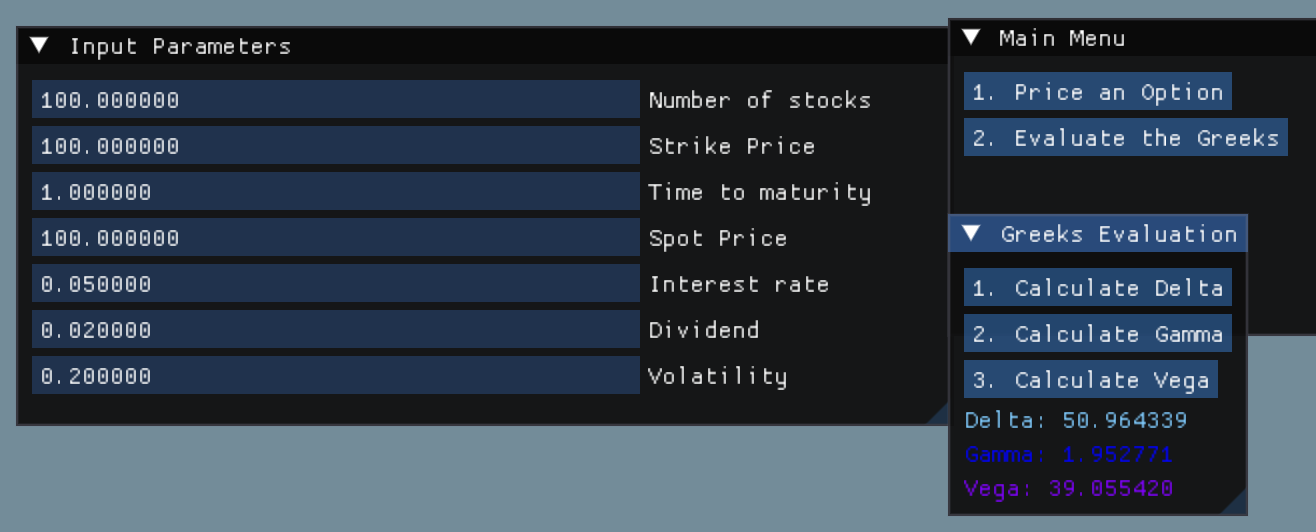 Input Parameters
100.000000 Number of stocks
100.000000 Strike Price
1.000000 Time to maturity
100.000000 Spot Price
0.050000 Interest rate
0.020000 Dividend
0.200000 Volatility
Main Menu
1. Price an Option
2. Evaluate the Greeks
Greeks Evaluation
1. Calculate Delta
2. Calculate Gamma
3. Calculate Vega
Delta: 50.964339
Gamma: 1.952771
Vega: 39.055420